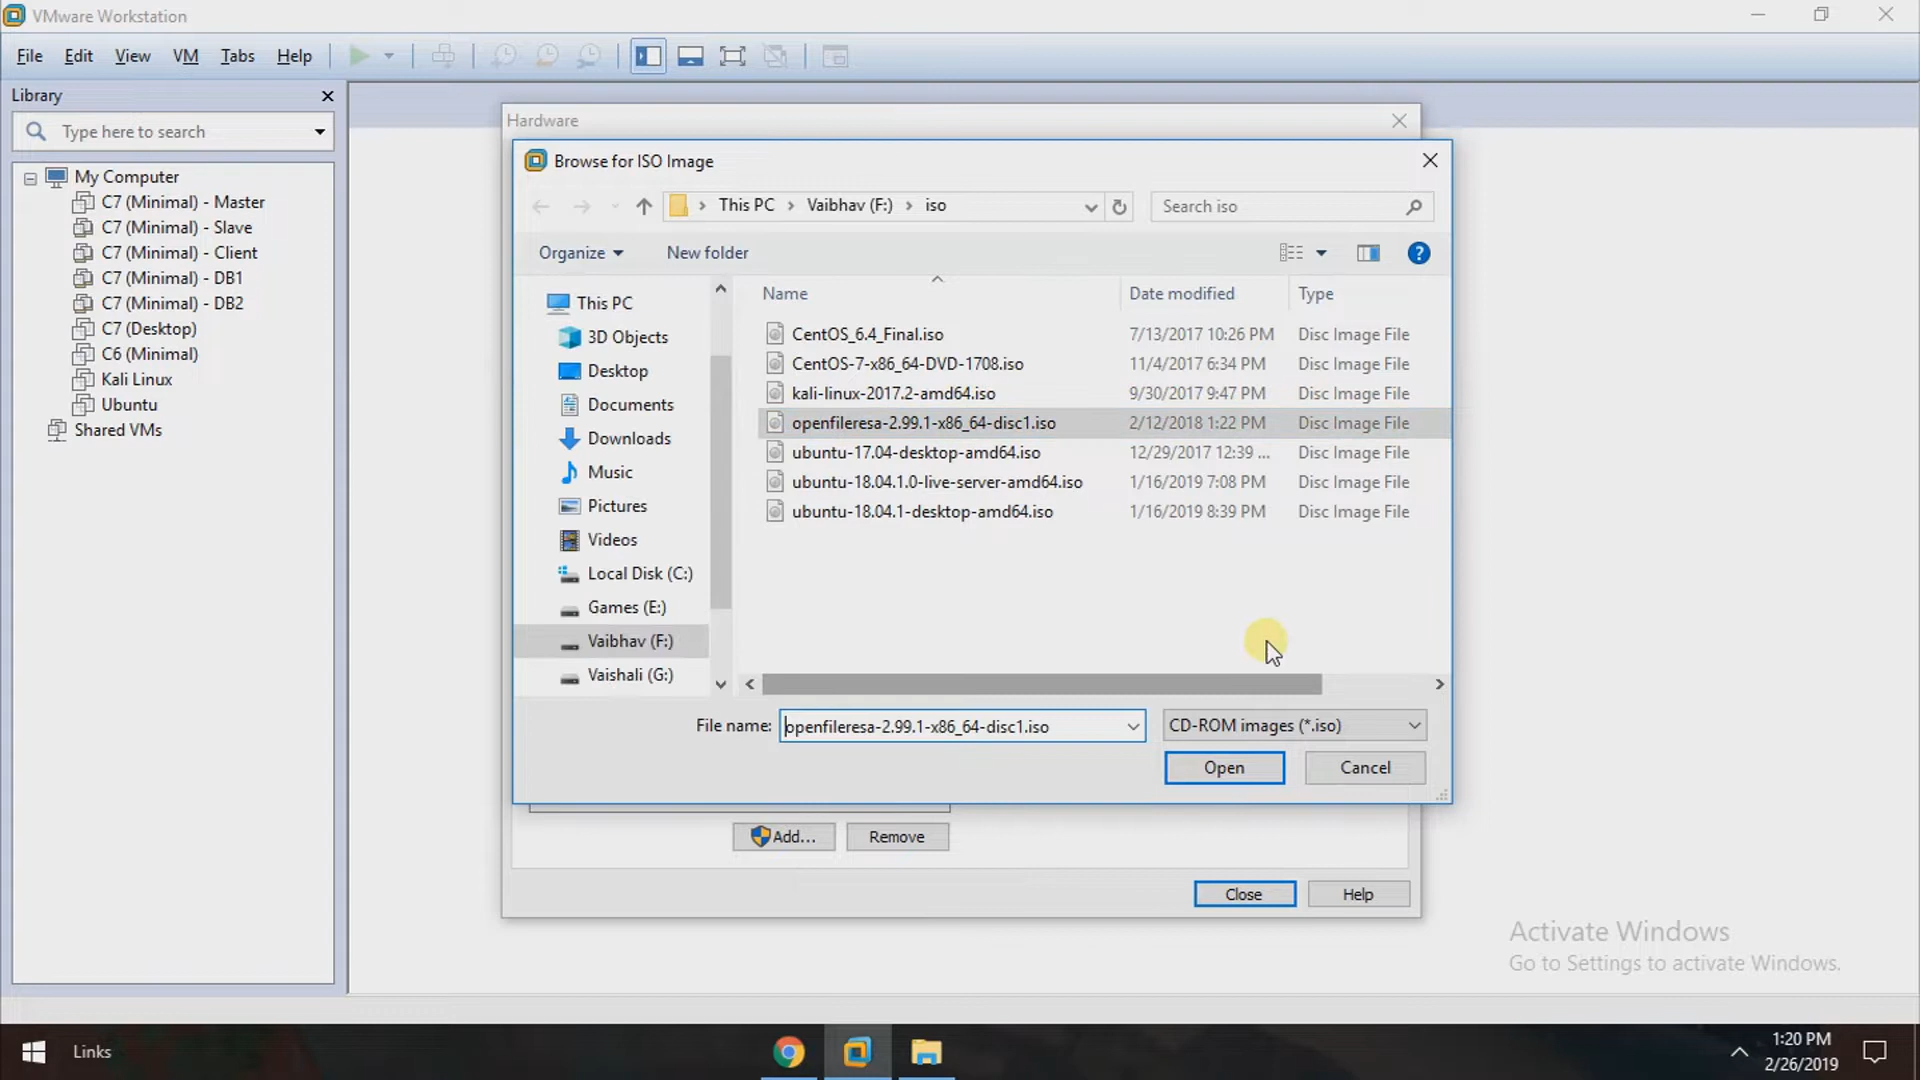 VMware Workstation
File Edit View VM Tabs Help
Library
Type here to search
My Computer
C7 (Minimal) - Master
C7 (Minimal) - Slave
C7 (Minimal) - Client
C7 (Minimal) - DB1
C7 (Minimal) - DB2
C7 (Desktop)
C6 (Minimal)
Kali Linux
Ubuntu
Shared VMs
Hardware
Browse for ISO Image
This PC > Vaibhav (F:) > iso
Search iso
Organize New folder
This PC
3D Objects
Desktop
Documents
Downloads
Music
Pictures
Videos
Local Disk (C:)
Games (E:)
Vaibhav (F:)
Vaishali (G:)
Name Date modified Type
CentOS_6.4_Final.iso 7/13/2017 10:26 PM Disc Image File
CentOS-7-x86_64-DVD-1708.iso 11/4/2017 6:34 PM Disc Image File
kali-linux-2017.2-amd64.iso 9/30/2017 9:47 PM Disc Image File
openfileresa-2.99.1-x86_64-disc1.iso 2/12/2018 1:22 PM Disc Image File
ubuntu-17.04-desktop-amd64.iso 12/29/2017 12:39 ... Disc Image File
ubuntu-18.04.1.0-live-server-amd64.iso 1/16/2019 7:08 PM Disc Image File
ubuntu-18.04.1-desktop-amd64.iso 1/16/2019 8:39 PM Disc Image File
File name: openfileresa-2.99.1-x86_64-disc1.iso CD-ROM images (*.iso)
Open Cancel
Add... Remove
Close Help
Activate Windows
Go to Settings to activate Windows.
Links
1:20 PM
2/26/2019